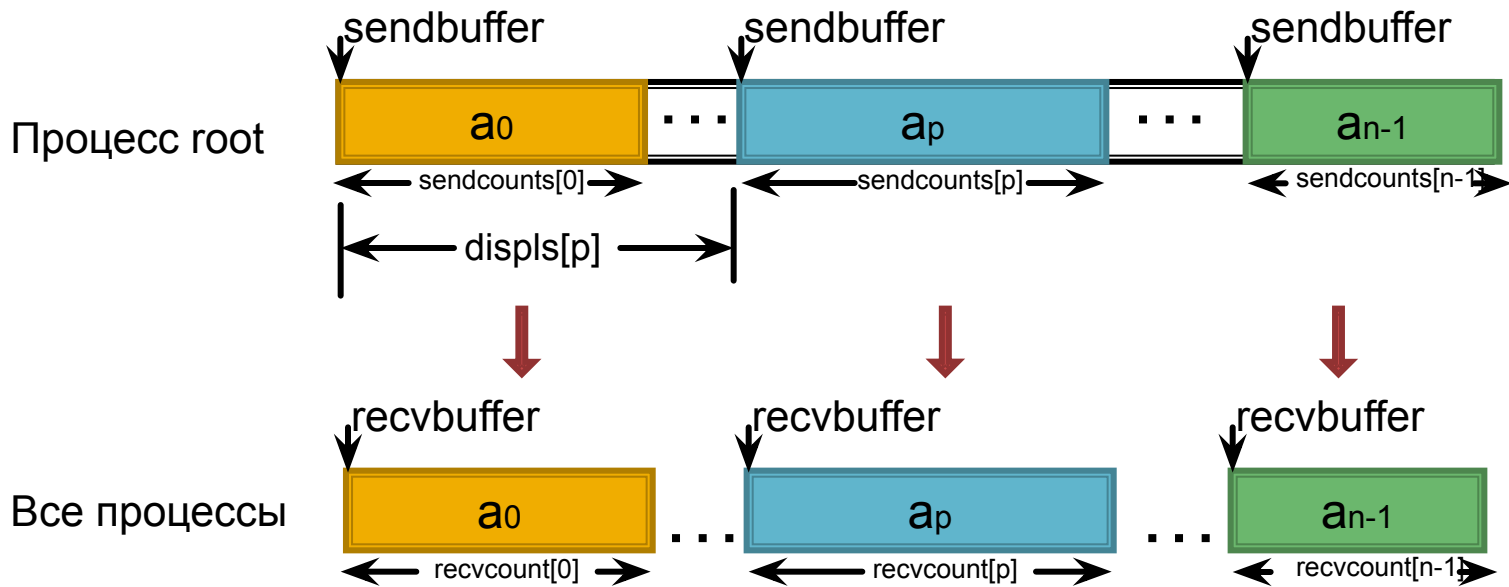 sendbuffer sendbuffer sendbuffer
Процесс root a0 ... ap ... an-1
sendcounts[0] sendcounts[p] sendcounts[n-1]
displs[p]
recvbuffer recvbuffer recvbuffer
Все процессы a0 ... ap ... an-1
recvcount[0] recvcount[p] recvcount[n-1]